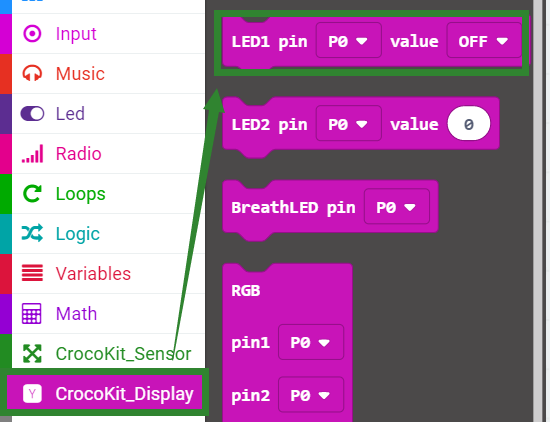 Input
Music
Led
Radio
Loops
Logic
Variables
Math
CrocoKit_Sensor
Y CrocoKit_Display
LED1 pin P0 value OFF
LED2 pin P0 value 0
BreathLED pin P0
RGB
pin1 P0
pin2 P0